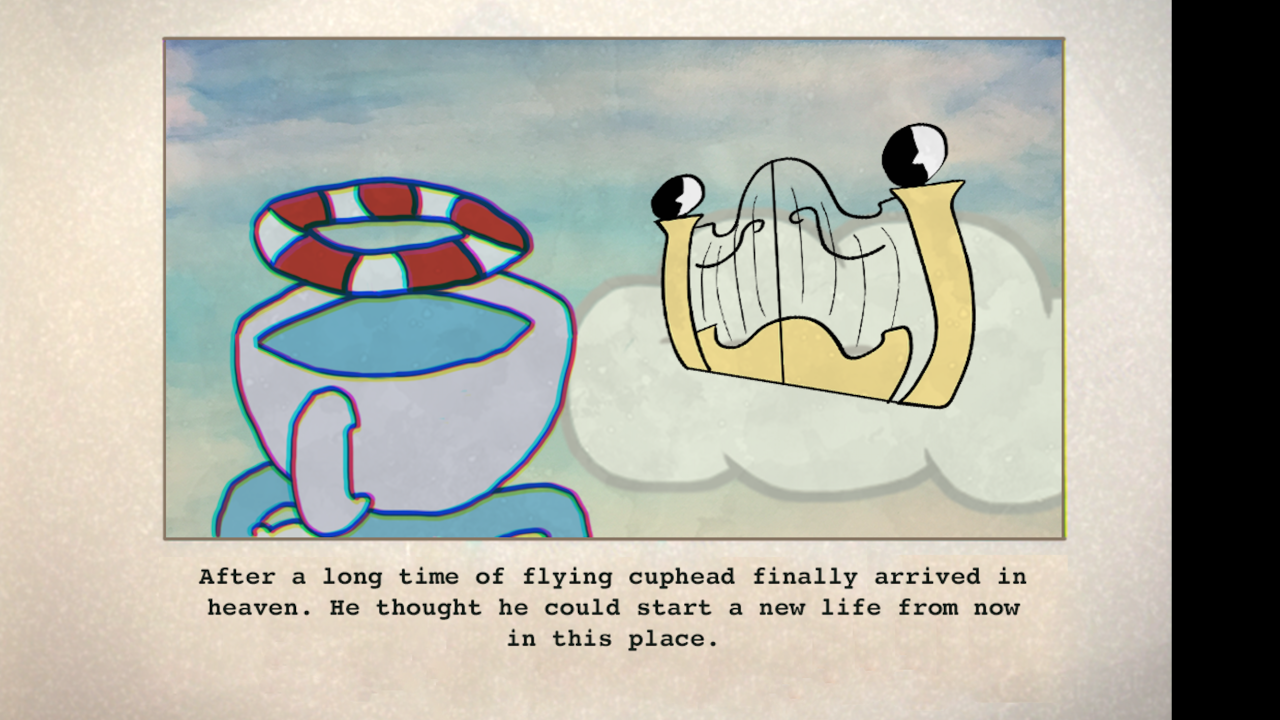 After a long time of flying cuphead finally arrived in
heaven. He thought he could start a new life from now
in this place.